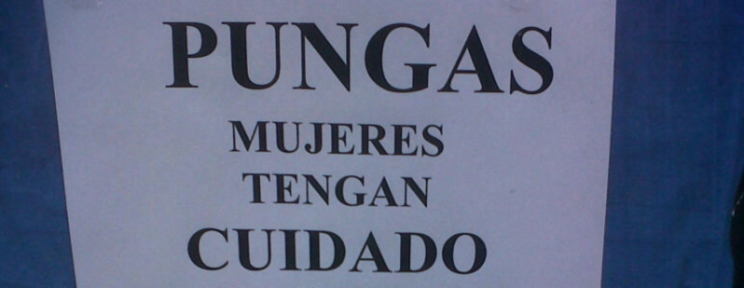 PUNGAS
MUJERES
TENGAN
CUIDADO